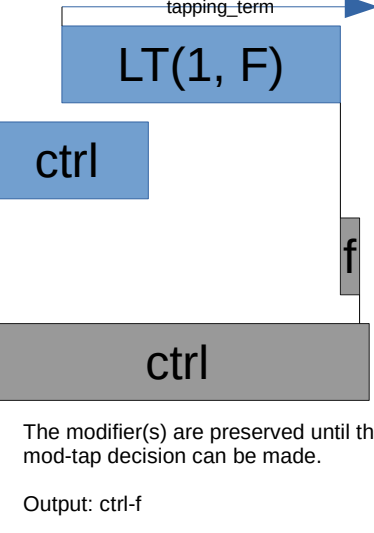 tapping_term
LT(1, F)
ctrl
f
ctrl
The modifier(s) are preserved until th
mod-tap decision can be made.
Output: ctrl-f